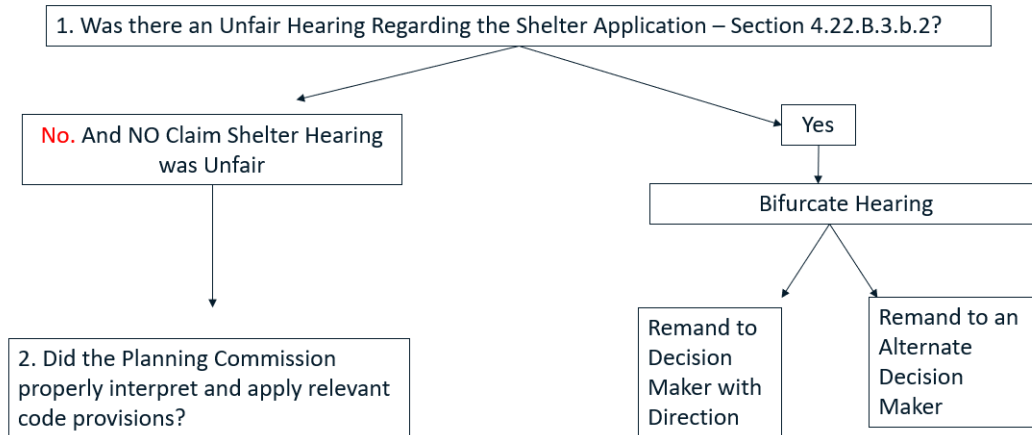 1. Was there an Unfair Hearing Regarding the Shelter Application – Section 4.22.B.3.b.2?
No. And NO Claim Shelter Hearing
was Unfair
Yes
Bifurcate Hearing
2. Did the Planning Commission
properly interpret and apply relevant
code provisions?
Remand to
Decision
Maker with
Direction
Remand to an
Alternate
Decision
Maker